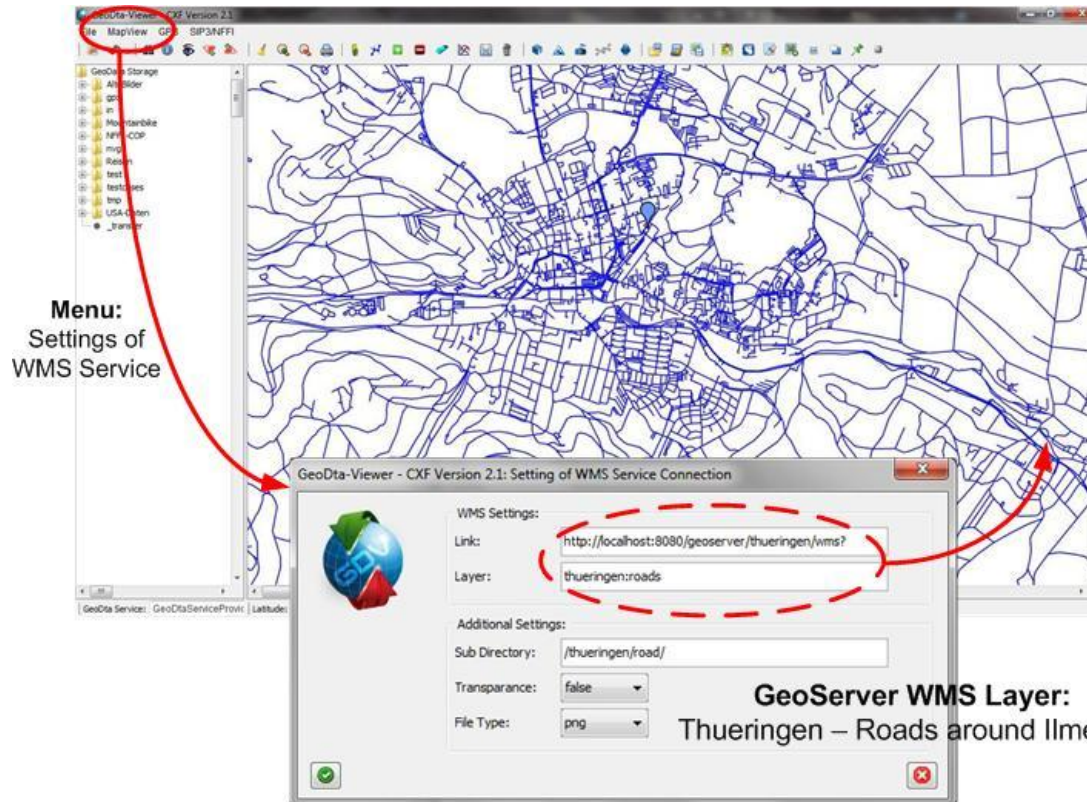 GeoDta-Viewer - CXF Version 2.1
File MapView GPS SIP3/NFFI
GeoData Storage
Alte Bilder
gps
in
Mountainbike
NFFI-COP
Reisen
test
testcases
tmp
USA-Daten
_transfer
Menu:
Settings of
WMS Service
GeoDta Service: GeoDtaServiceProvic Latitude:
GeoDta-Viewer - CXF Version 2.1: Setting of WMS Service Connection
GDV
WMS Settings:
Link: http://localhost:8080/geoserver/thueringen/wms?
Layer: thueringen:roads
Additional Settings:
Sub Directory: /thueringen/road/
Transparance: false
File Type: png
GeoServer WMS Layer:
Thueringen – Roads around Ilme